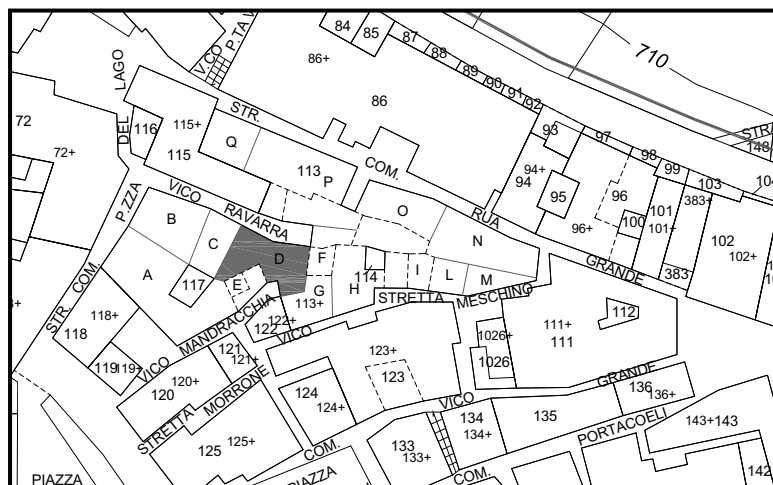 84
85
87
88
89
90
91
92
710
86+
86
V.CO P.TA V
STR. COM. RUA GRANDE
DEL LAGO
72
72+
116
115+
115
Q
113
P
93
97
98
99
103
94+
94
95
96
96+
100
101
101+
383+
383
102
102+
STRA
148
104
P.ZZA
VICO RAVARRA
B
C
D
O
N
A
117
E
F
114
G
H
I
L
M
113+
STRETTA MESCHINO
STR. COM.
118
118+
119
119+
VICO MANDRACCHIA
122+
122
VICO
121
121+
120+
120
STRETTA MORRONE
123+
123
1026+
1026
111+
111
112
124
124+
VICO GRANDE
125
125+
COM.
133
133+
134
134+
135
136
136+
COM. PORTACOELI
143+
143
142
PIAZZA
PIAZZA